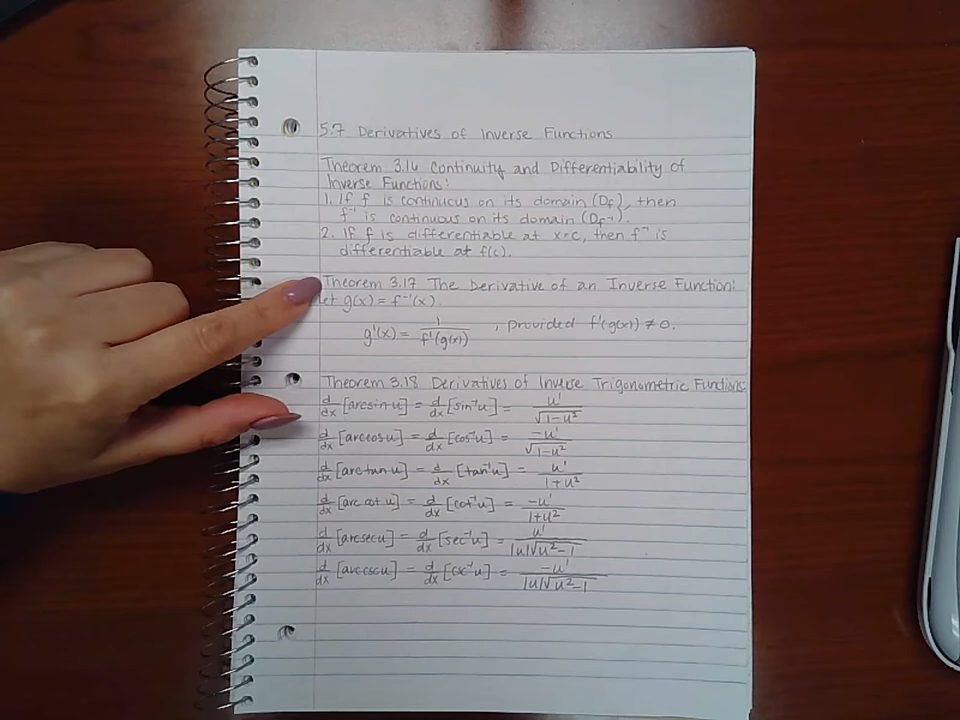 5.7 Derivatives of Inverse Functions
Theorem 3.16 Continuity and Differentiability of
Inverse Functions:
1. If f is continuous on its domain (Df), then
f⁻¹ is continuous on its domain (Df⁻¹).
2. If f is differentiable at x=c, then f⁻¹ is
differentiable at f(c).
Theorem 3.17 The Derivative of an Inverse Function:
Let g(x) = f⁻¹(x).
g'(x) = 1/f'(g(x)) , provided f'(g(x)) ≠ 0.
Theorem 3.18 Derivatives of Inverse Trigonometric Functions:
d/dx [arcsin u] = d/dx [sin⁻¹u] = u'/√(1-u²)
d/dx [arccos u] = d/dx [cos⁻¹u] = -u'/√(1-u²)
d/dx [arctan u] = d/dx [tan⁻¹u] = u'/(1+u²)
d/dx [arc cot u] = d/dx [cot⁻¹u] = -u'/(1+u²)
d/dx [arcsec u] = d/dx [sec⁻¹u] = u'/(|u|√(u²-1))
d/dx [arccsc u] = d/dx [csc⁻¹u] = -u'/(|u|√(u²-1))